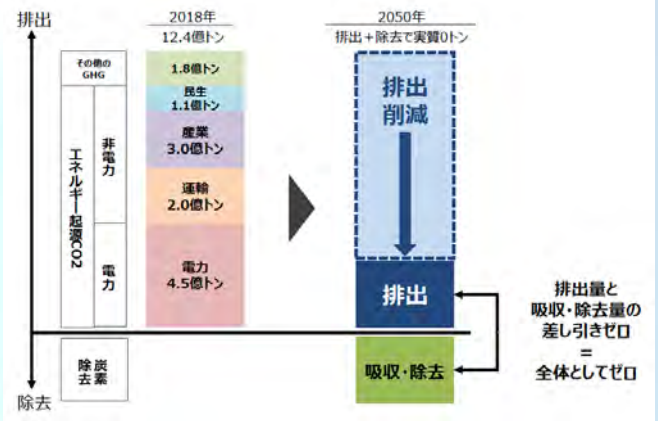 排出
2018年
12.4億トン
2050年
排出+除去で実質0トン
その他の
GHG
エネルギー起源CO2
非電力
電力
1.8億トン
民生
1.1億トン
産業
3.0億トン
運輸
2.0億トン
電力
4.5億トン
排出
削減
排出
吸収・除去
排出量と
吸収・除去量の
差し引きゼロ
=
全体としてゼロ
炭素
除去
除去